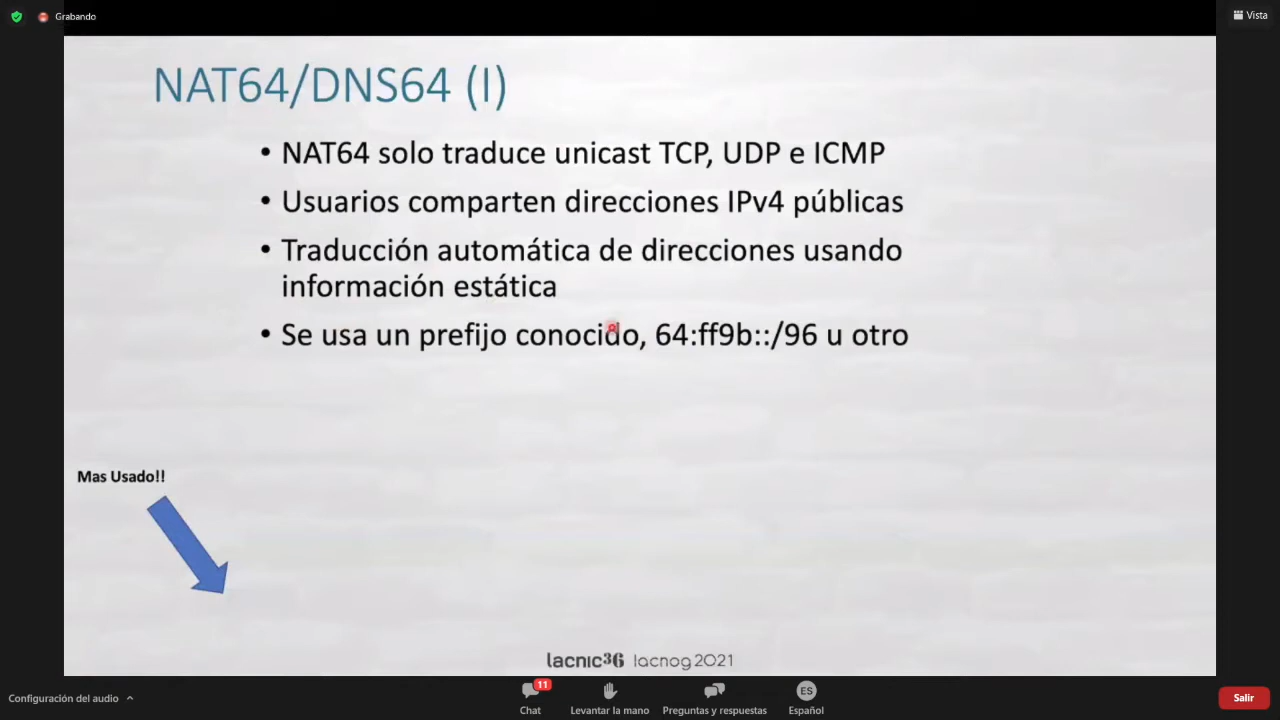 Grabando
Vista
NAT64/DNS64 (I)
• NAT64 solo traduce unicast TCP, UDP e ICMP
• Usuarios comparten direcciones IPv4 públicas
• Traducción automática de direcciones usando
información estática
• Se usa un prefijo conocido, 64:ff9b::/96 u otro
Mas Usado!!
lacnic36 lacnog2021
Configuración del audio
11
Chat
Levantar la mano
Preguntas y respuestas
ES
Español
Salir